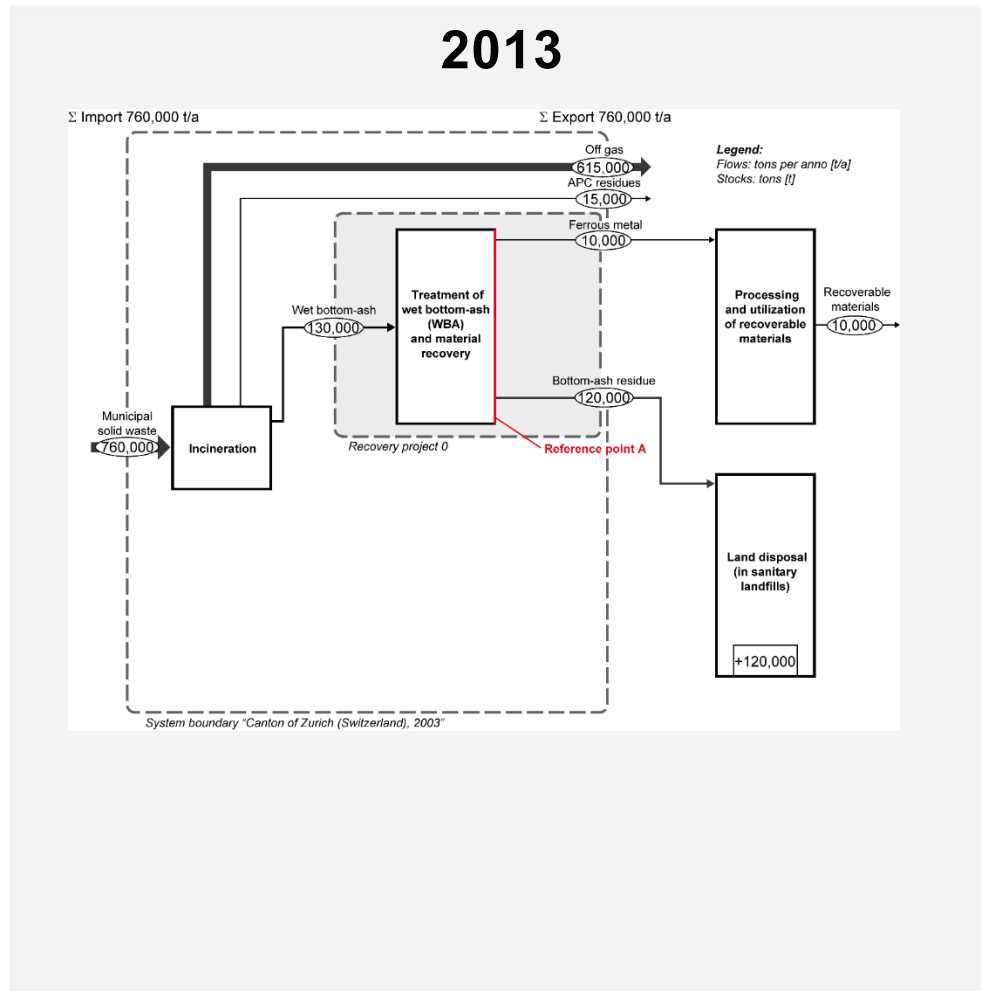 2013
Σ Import 760,000 t/a
Σ Export 760,000 t/a
Off gas
615,000
APC residues
15,000
Legend:
Flows: tons per anno [t/a]
Stocks: tons [t]
Ferrous metal
10,000
Wet bottom-ash
130,000
Treatment of
wet bottom-ash
(WBA)
and material
recovery
Processing
and utilization
of recoverable
materials
Recoverable
materials
10,000
Bottom-ash residue
120,000
Municipal
solid waste
760,000
Incineration
Recovery project 0
Reference point A
Land disposal
(in sanitary
landfills)
+120,000
System boundary “Canton of Zurich (Switzerland), 2003”